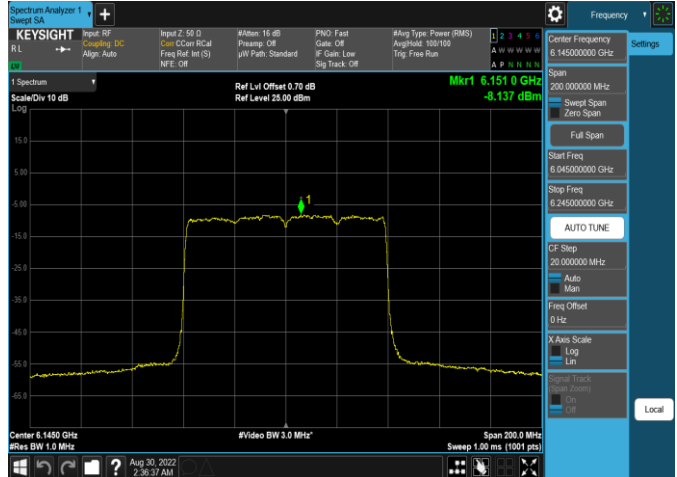 Spectrum Analyzer 1
Swept SA
+
Frequency
KEYSIGHT
RL
Input: RF
Coupling: DC
Align: Auto
Input Z: 50 Ω
Corr CCorr RCal
Freq Ref: Int (S)
NFE: Off
#Atten: 16 dB
Preamp: Off
µW Path: Standard
PNO: Fast
Gate: Off
IF Gain: Low
Sig Track: Off
#Avg Type: Power (RMS)
Avg|Hold: 100/100
Trig: Free Run
1 2 3 4 5 6
A W W W W W
A P N N N N
1 Spectrum
Scale/Div 10 dB
Log
Ref Lvl Offset 0.70 dB
Ref Level 25.00 dBm
Mkr1 6.151 0 GHz
-8.137 dBm
15.0
5.00
-5.00
-15.0
-25.0
-35.0
-45.0
-55.0
-65.0
1
Center 6.1450 GHz
#Res BW 1.0 MHz
#Video BW 3.0 MHz*
Span 200.0 MHz
Sweep 1.00 ms (1001 pts)
?
Aug 30, 2022
2:36:37 AM
Center Frequency
6.145000000 GHz
Span
200.000000 MHz
Swept Span
Zero Span
Full Span
Start Freq
6.045000000 GHz
Stop Freq
6.245000000 GHz
AUTO TUNE
CF Step
20.000000 MHz
Auto
Man
Freq Offset
0 Hz
X Axis Scale
Log
Lin
Signal Track
(Span Zoom)
On
Off
Settings
Local